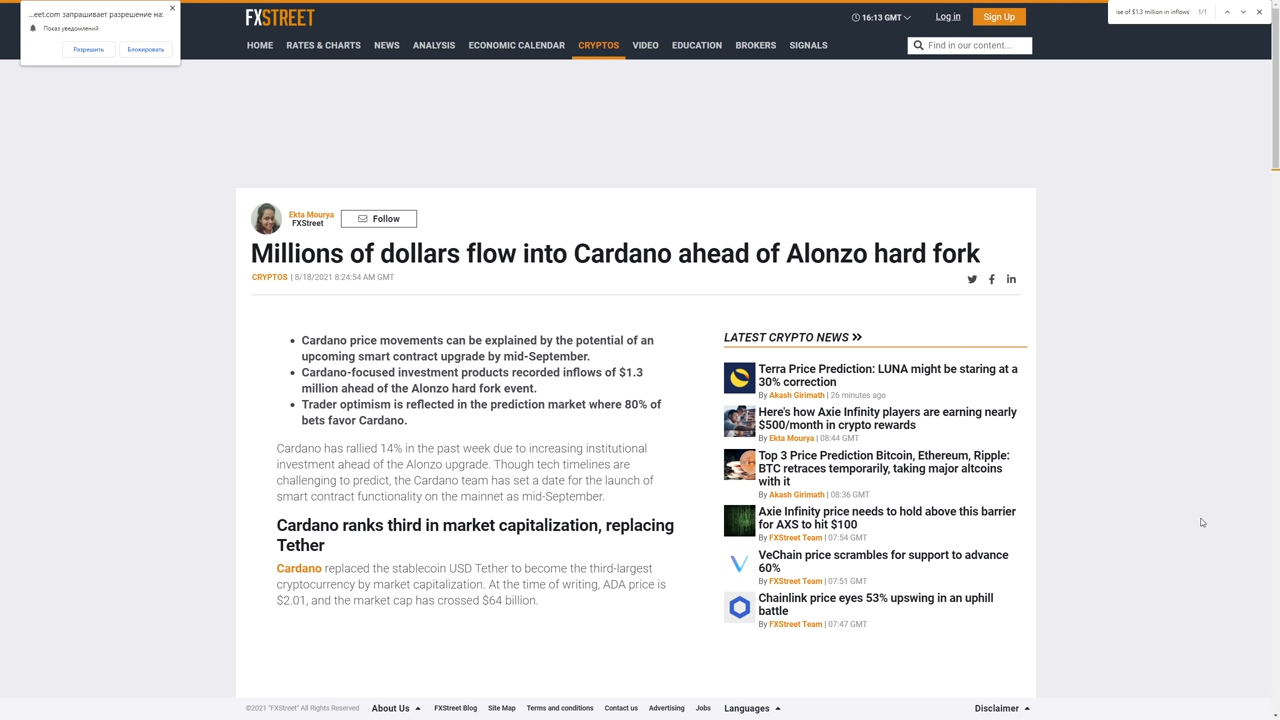 ...eet.com запрашивает разрешение на:
Показ уведомлений
Разрешить
Блокировать
FXSTREET
16:13 GMT
Log in
Sign Up
ise of $1.3 million in inflows 1/1
HOME RATES & CHARTS NEWS ANALYSIS ECONOMIC CALENDAR CRYPTOS VIDEO EDUCATION BROKERS SIGNALS
Find in our content...
Ekta Mourya
FXStreet
Follow
Millions of dollars flow into Cardano ahead of Alonzo hard fork
CRYPTOS | 8/18/2021 8:24:54 AM GMT
• Cardano price movements can be explained by the potential of an
upcoming smart contract upgrade by mid-September.
• Cardano-focused investment products recorded inflows of $1.3
million ahead of the Alonzo hard fork event.
• Trader optimism is reflected in the prediction market where 80% of
bets favor Cardano.
Cardano has rallied 14% in the past week due to increasing institutional
investment ahead of the Alonzo upgrade. Though tech timelines are
challenging to predict, the Cardano team has set a date for the launch of
smart contract functionality on the mainnet as mid-September.
Cardano ranks third in market capitalization, replacing
Tether
Cardano replaced the stablecoin USD Tether to become the third-largest
cryptocurrency by market capitalization. At the time of writing, ADA price is
$2.01, and the market cap has crossed $64 billion.
LATEST CRYPTO NEWS
Terra Price Prediction: LUNA might be staring at a
30% correction
By Akash Girimath | 26 minutes ago
Here's how Axie Infinity players are earning nearly
$500/month in crypto rewards
By Ekta Mourya | 08:44 GMT
Top 3 Price Prediction Bitcoin, Ethereum, Ripple:
BTC retraces temporarily, taking major altcoins
with it
By Akash Girimath | 08:36 GMT
Axie Infinity price needs to hold above this barrier
for AXS to hit $100
By FXStreet Team | 07:54 GMT
VeChain price scrambles for support to advance
60%
By FXStreet Team | 07:51 GMT
Chainlink price eyes 53% upswing in an uphill
battle
By FXStreet Team | 07:47 GMT
©2021 "FXStreet" All Rights Reserved About Us FXStreet Blog Site Map Terms and conditions Contact us Advertising Jobs Languages Disclaimer